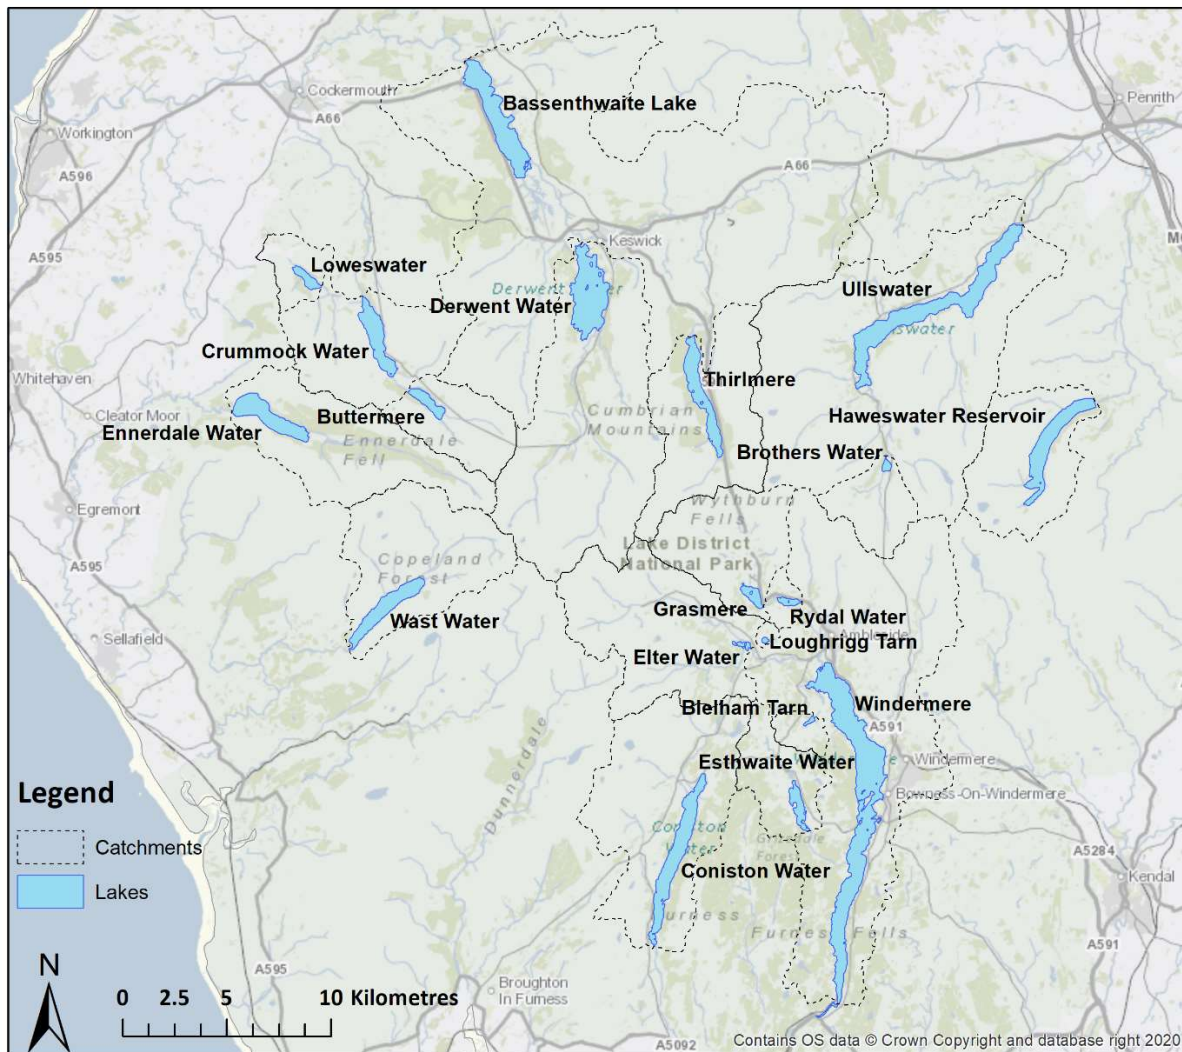 Cockermouth
Bassenthwaite Lake
Penrith
A66
Workington
A596
A66
Keswick
A595
Loweswater
Derwent Water
Ullswater
Crummock Water
Whitehaven
Thirlmere
Cleator Moor
Buttermere
Cumbrian
Mountains
Haweswater Reservoir
Ennerdale Water
Ennerdale
Fell
Brothers Water
Egremont
Wythburn
Fells
Lake District
National Park
Copeland
Forest
A595
Grasmere
Rydal Water
Wast Water
Sellafield
Loughrigg Tarn
Elter Water
Blelham Tarn
Windermere
A591
Dunnerdale
Esthwaite Water
Windermere
Bowness-On-Windermere
Legend
Catchments
Lakes
Coniston Water
A5284
Kendal
Furness
Furness Fells
A591
N
A595
Broughton
In Furness
0 2.5 5 10 Kilometres
A5092
Contains OS data © Crown Copyright and database right 2020